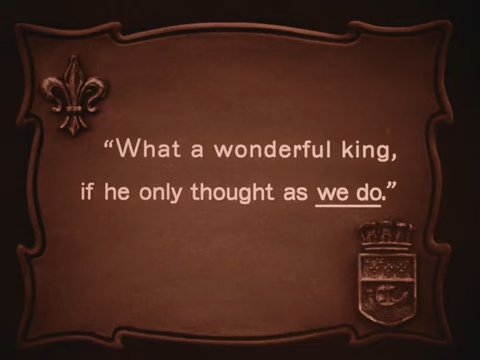 “What a wonderful king,
if he only thought as we do.”